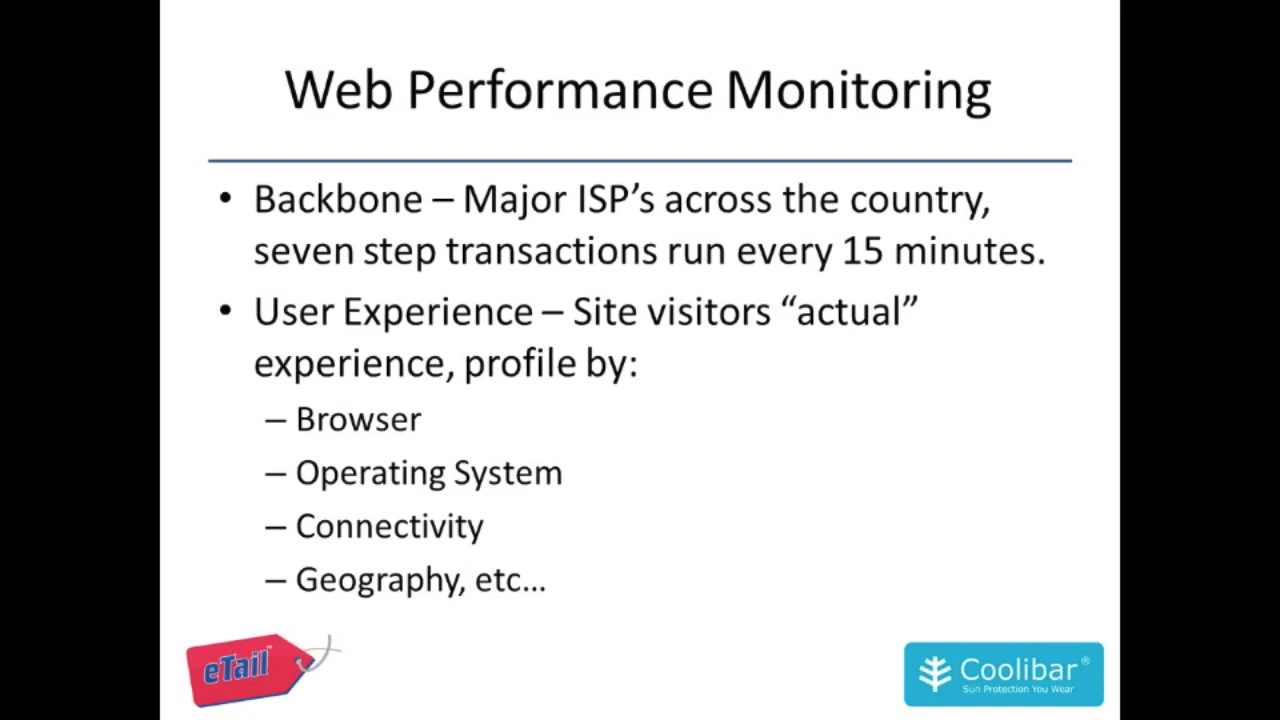 Web Performance Monitoring
• Backbone – Major ISP’s across the country,
seven step transactions run every 15 minutes.
• User Experience – Site visitors “actual”
experience, profile by:
– Browser
– Operating System
– Connectivity
– Geography, etc…
eTail™
Coolibar®
Sun Protection You Wear